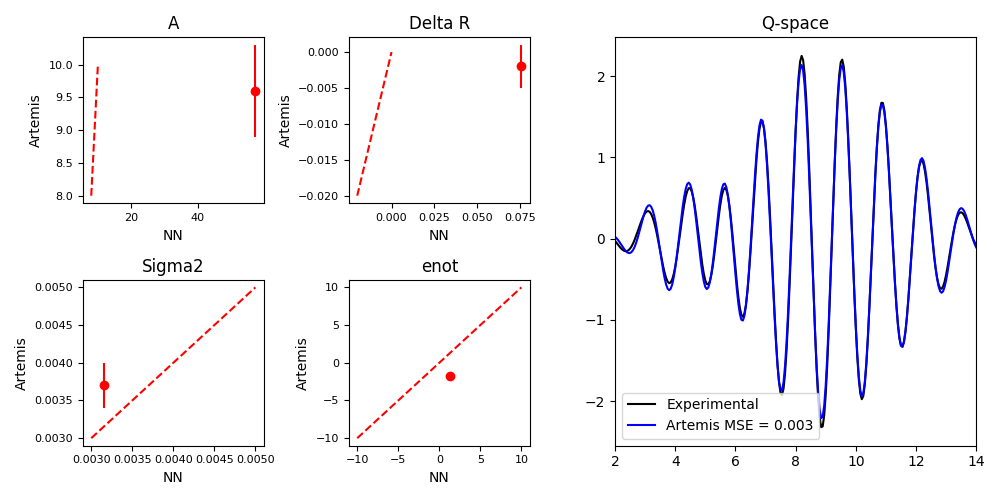 A
Artemis
10.0
9.5
9.0
8.5
8.0
20 40
NN
Delta R
Artemis
0.000
−0.005
−0.010
−0.015
−0.020
0.000 0.025 0.050 0.075
NN
Sigma2
Artemis
0.0050
0.0045
0.0040
0.0035
0.0030
0.0030 0.0035 0.0040 0.0045 0.0050
NN
enot
Artemis
10
5
0
−5
−10
−10 −5 0 5 10
NN
Q-space
2
1
0
−1
−2
Experimental
Artemis MSE = 0.003
2 4 6 8 10 12 14